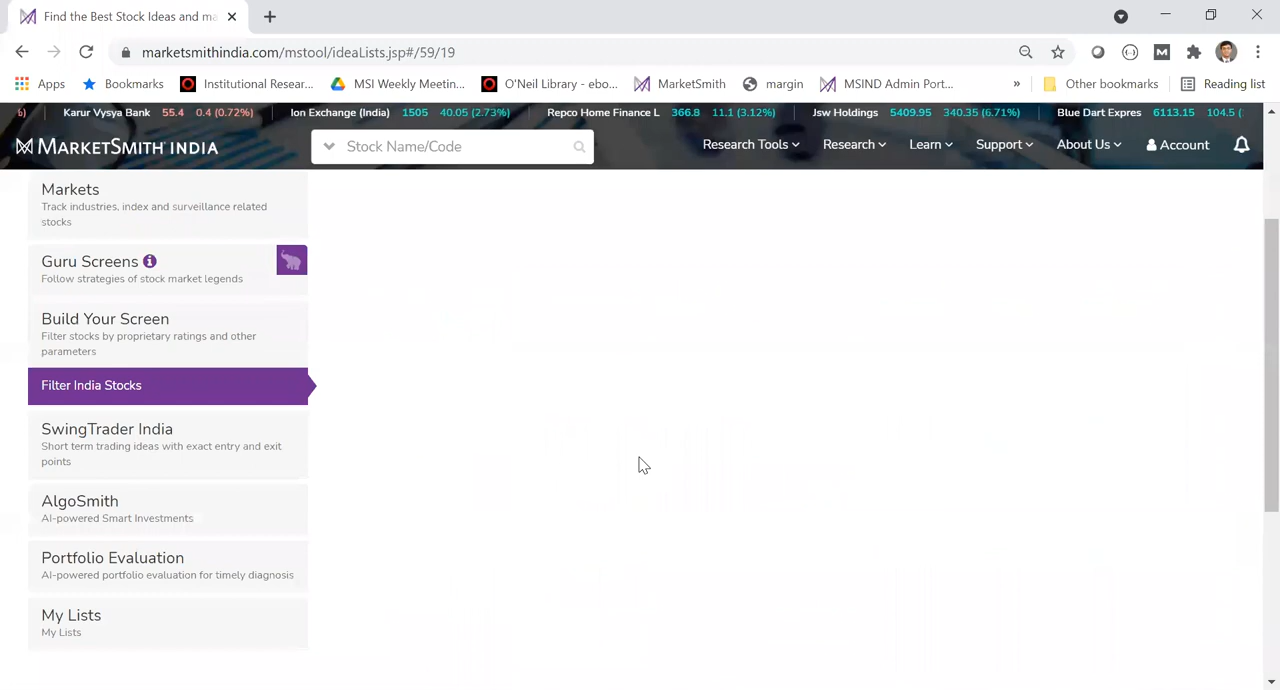 Find the Best Stock Ideas and ma
marketsmithindia.com/mstool/ideaLists.jsp#/59/19
Apps Bookmarks Institutional Resear... MSI Weekly Meetin... O'Neil Library - ebo... MarketSmith margin MSIND Admin Port... » Other bookmarks Reading list
%) Karur Vysya Bank 55.4 0.4 (0.72%) Ion Exchange (India) 1505 40.05 (2.73%) Repco Home Finance L 366.8 11.1 (3.12%) Jsw Holdings 5409.95 340.35 (6.71%) Blue Dart Expres 6113.15 104.5 (
MARKETSMITH INDIA Stock Name/Code Research Tools Research Learn Support About Us Account
Markets
Track industries, index and surveillance related
stocks
Guru Screens
Follow strategies of stock market legends
Build Your Screen
Filter stocks by proprietary ratings and other
parameters
Filter India Stocks
SwingTrader India
Short term trading ideas with exact entry and exit
points
AlgoSmith
AI-powered Smart Investments
Portfolio Evaluation
AI-powered portfolio evaluation for timely diagnosis
My Lists
My Lists